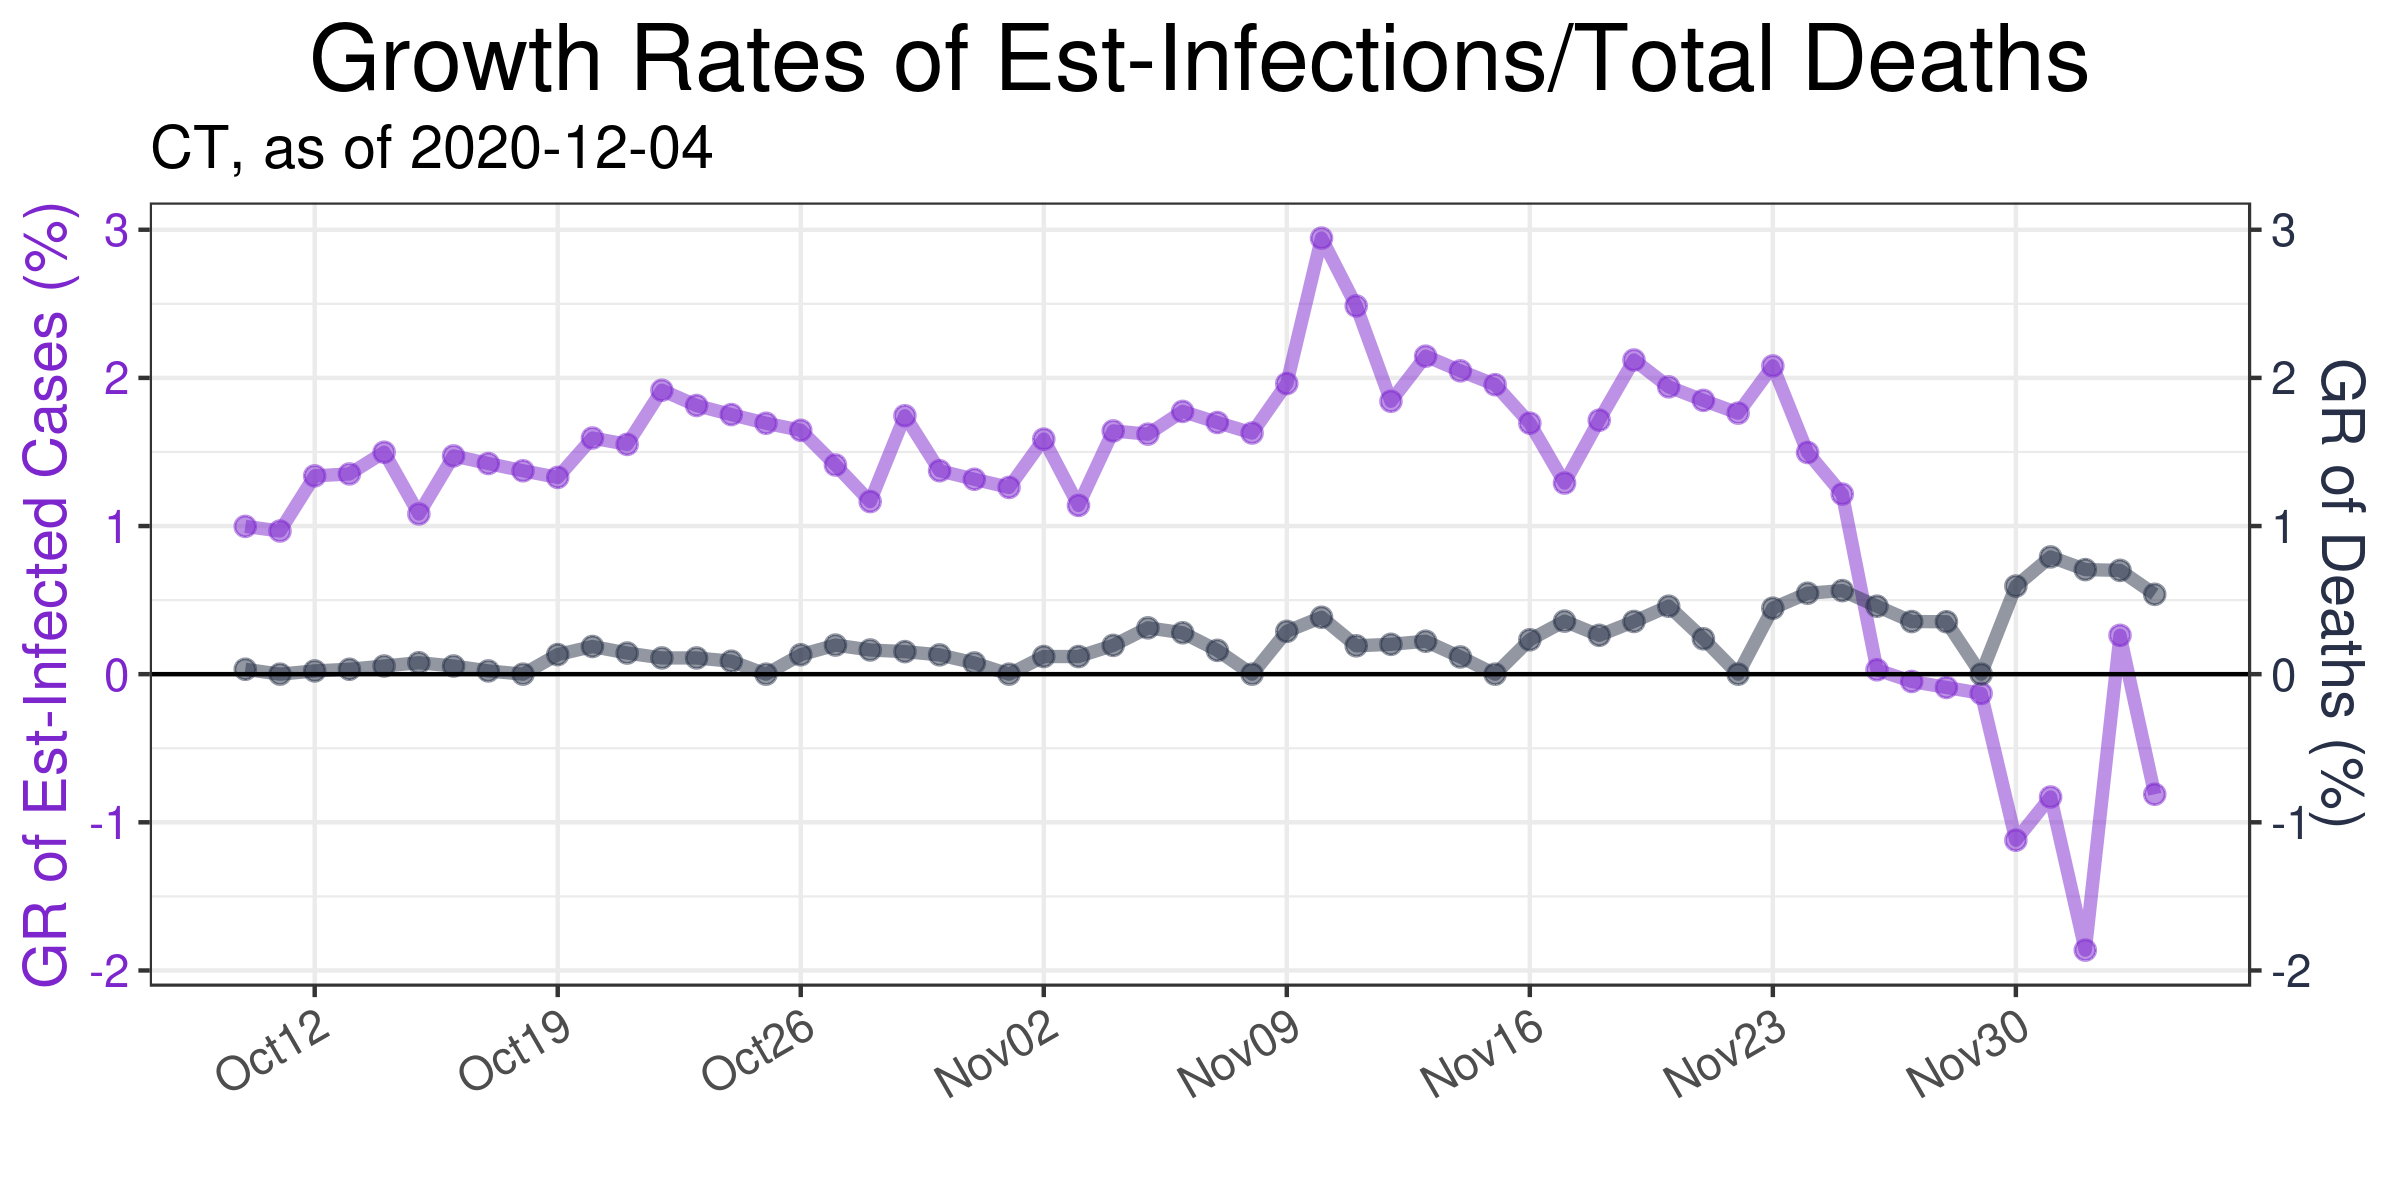 Growth Rates of Est-Infections/Total Deaths
CT, as of 2020-12-04
GR of Est-Infected Cases (%)
3
2
1
0
-1
-2
3
2
1
0
-1
-2
GR of Deaths (%)
Oct12
Oct19
Oct26
Nov02
Nov09
Nov16
Nov23
Nov30